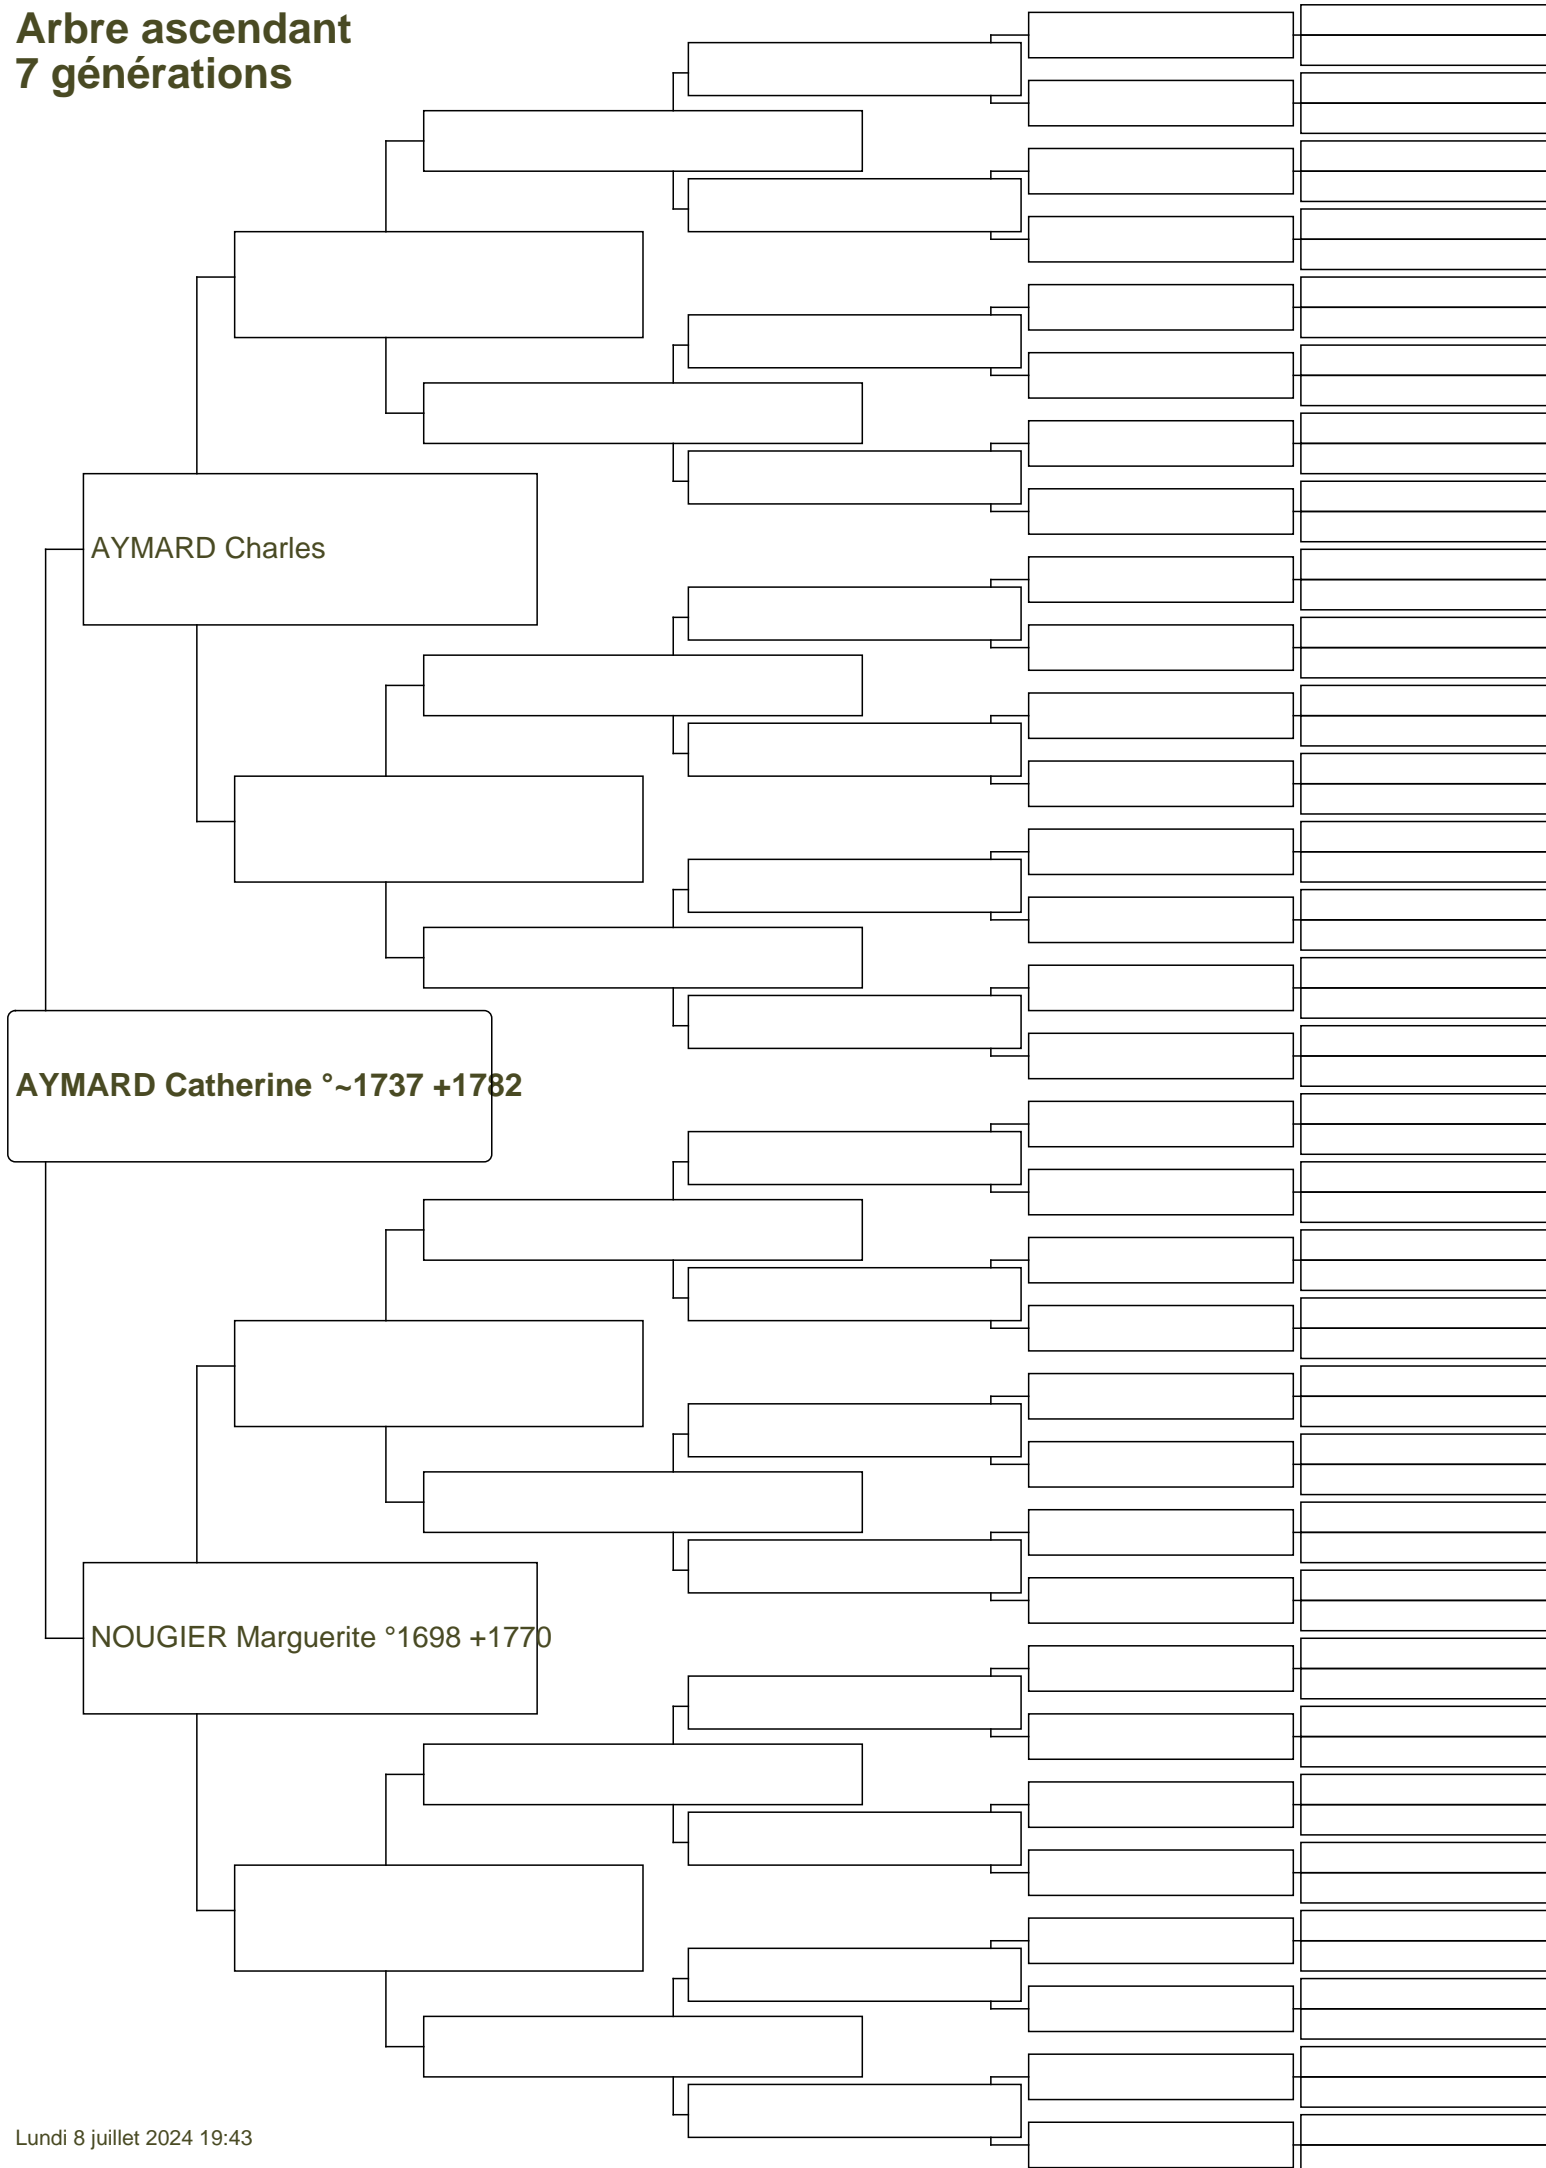 Arbre ascendant
7 générations
AYMARD Charles
AYMARD Catherine °~1737 +1782
NOUGIER Marguerite °1698 +1770
Lundi 8 juillet 2024 19:43